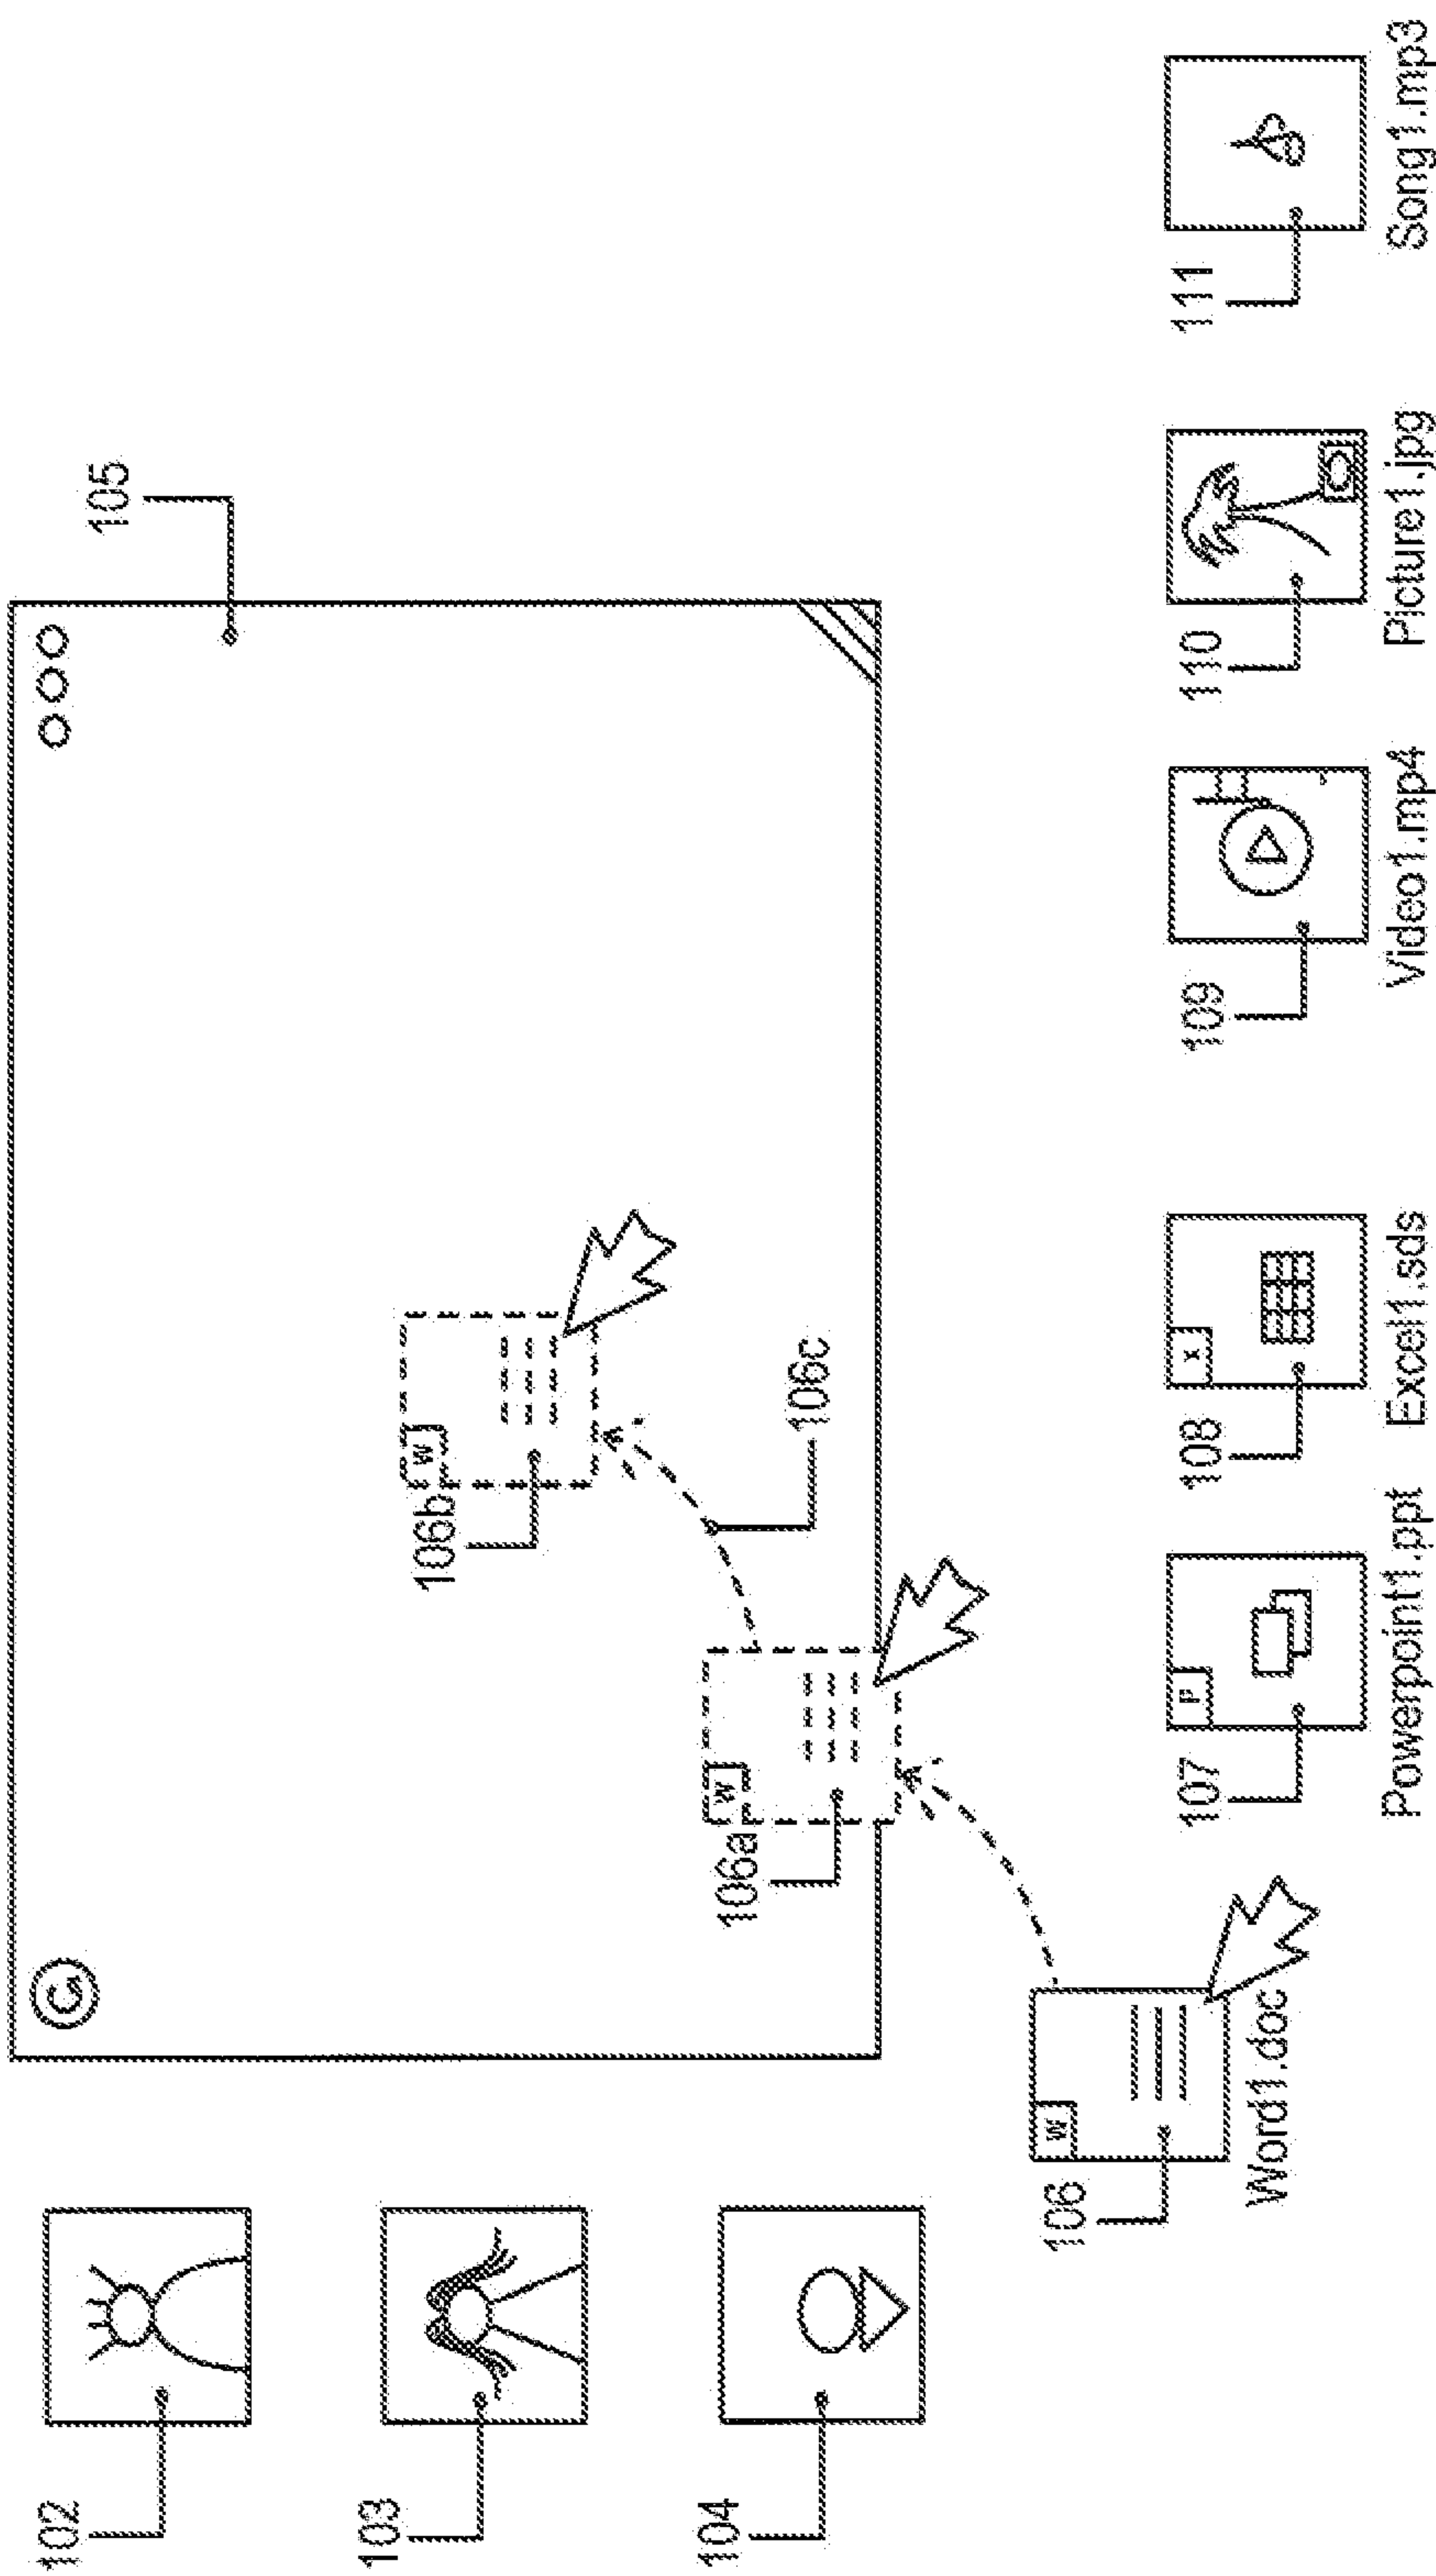 105
102
103
104
W
106b
106c
W
106a
W
106
Word1.doc
P
107
Powerpoint1.ppt
x
108
Excel1.sds
109
Video1.mp4
110
Picture1.jpg
111
Song1.mp3